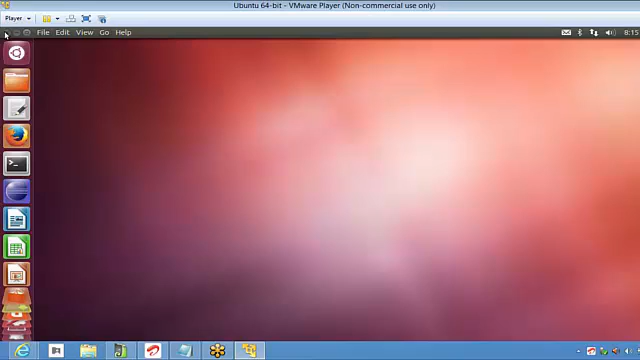 Ubuntu 64-bit - VMware Player (Non-commercial use only)
Player
File Edit View Go Help
8:15